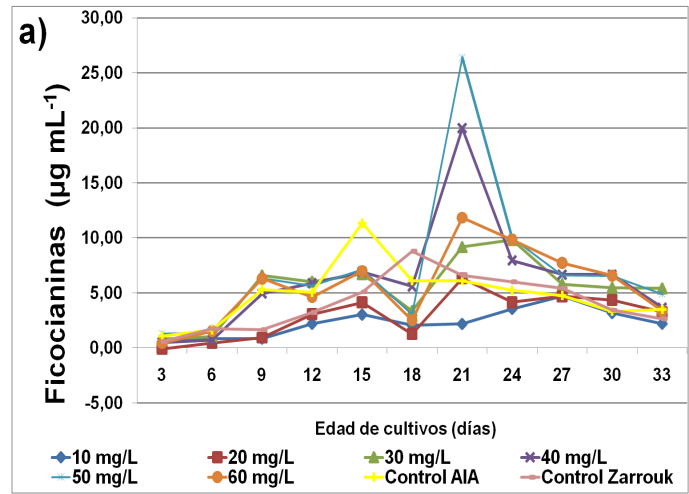 a)
Ficocianinas (µg mL-1)
30,00
25,00
20,00
15,00
10,00
5,00
0,00
-5,00
3 6 9 12 15 18 21 24 27 30 33
Edad de cultivos (días)
10 mg/L 20 mg/L 30 mg/L 40 mg/L
50 mg/L 60 mg/L Control AIA Control Zarrouk